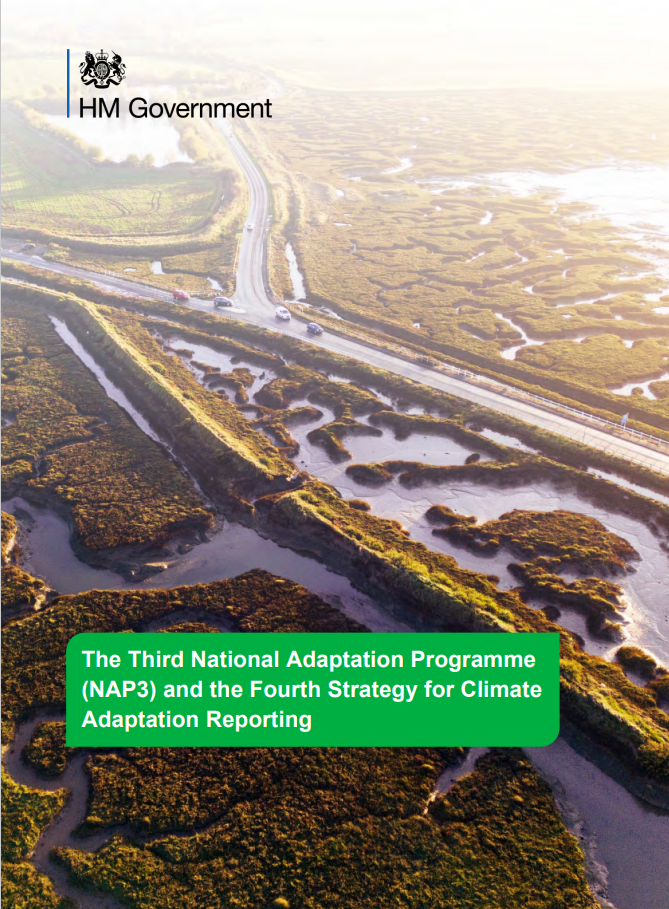 HM Government
The Third National Adaptation Programme
(NAP3) and the Fourth Strategy for Climate
Adaptation Reporting